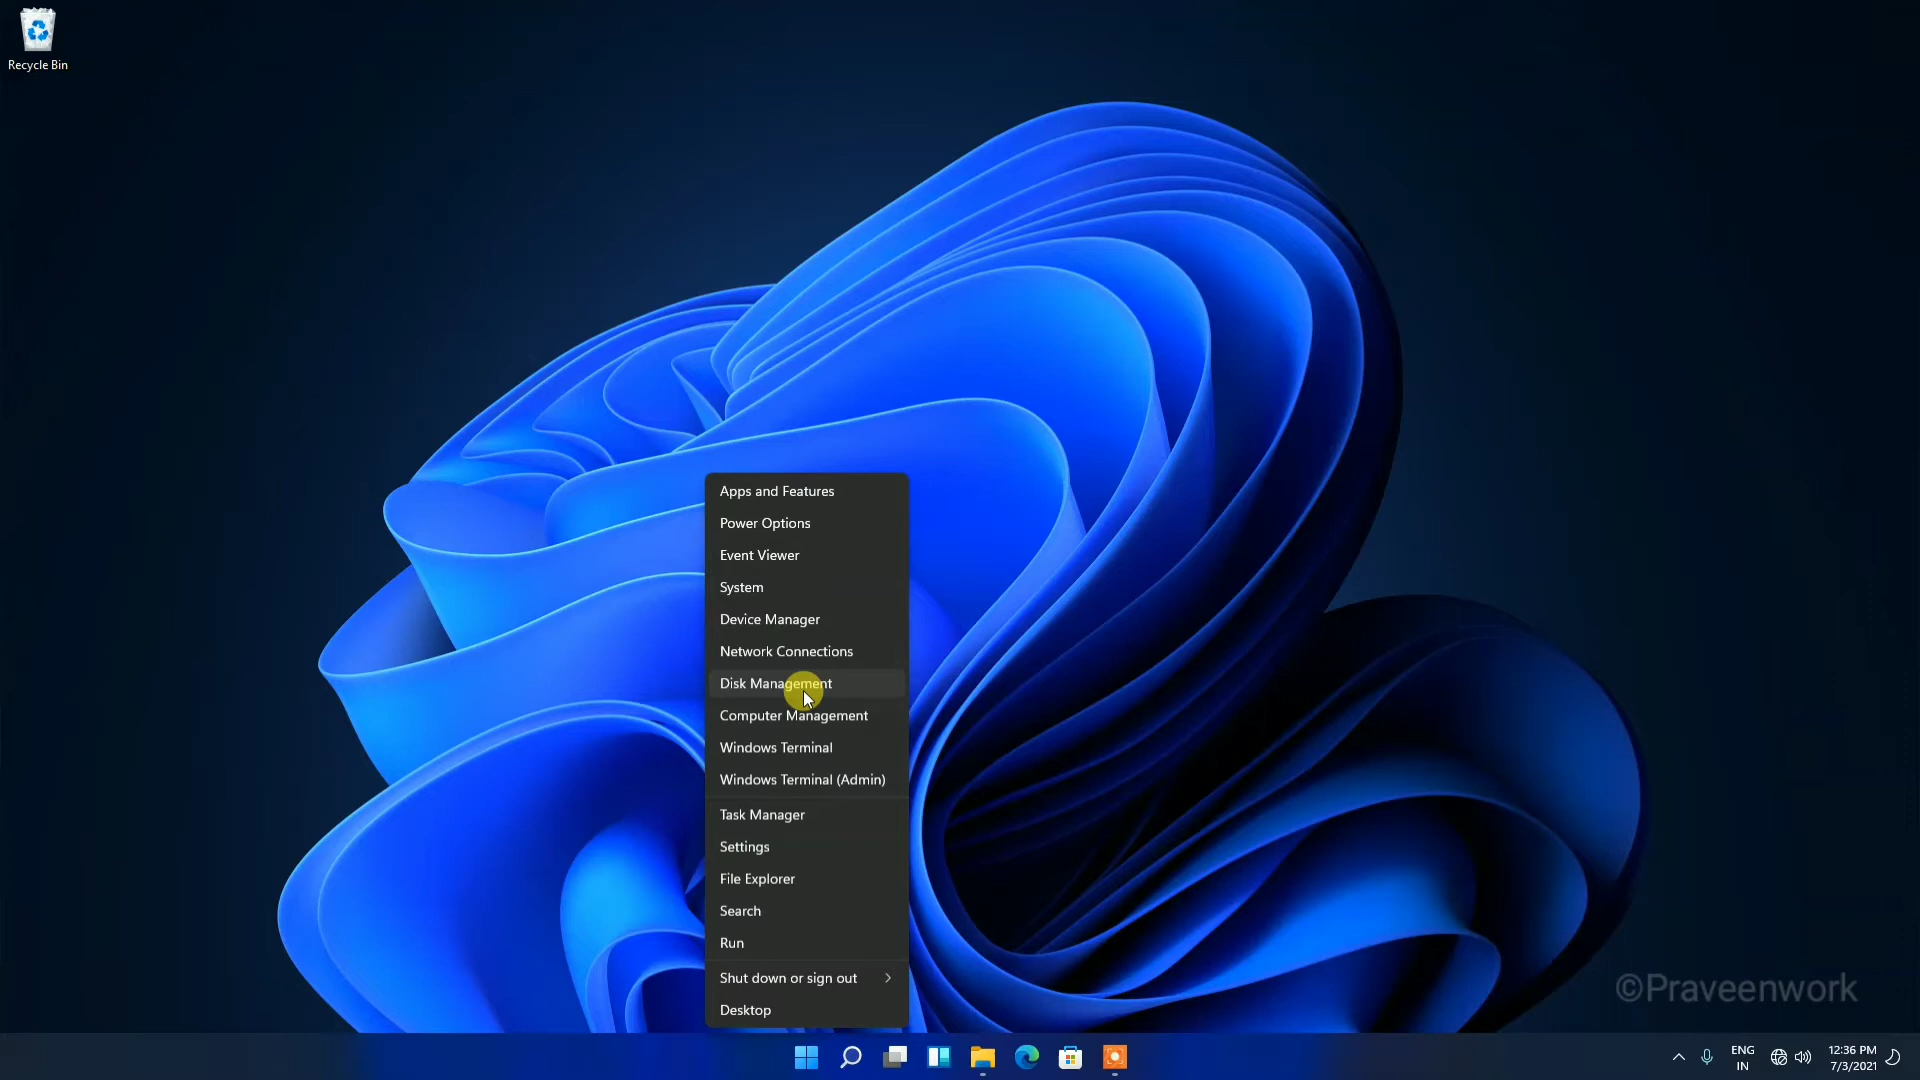 Recycle Bin
Apps and Features
Power Options
Event Viewer
System
Device Manager
Network Connections
Disk Management
Computer Management
Windows Terminal
Windows Terminal (Admin)
Task Manager
Settings
File Explorer
Search
Run
Shut down or sign out
Desktop
©Praveenwork
ENG
IN
12:36 PM
7/3/2021